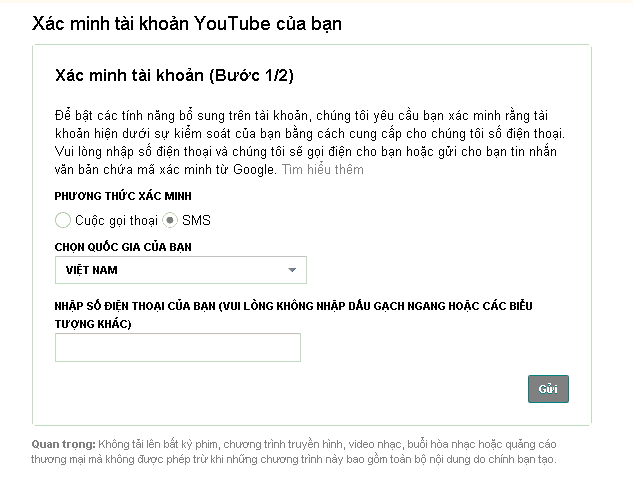 Xác minh tài khoản YouTube của bạn
Xác minh tài khoản (Bước 1/2)
Để bật các tính năng bổ sung trên tài khoản, chúng tôi yêu cầu bạn xác minh rằng tài
khoản hiện dưới sự kiểm soát của bạn bằng cách cung cấp cho chúng tôi số điện thoại.
Vui lòng nhập số điện thoại và chúng tôi sẽ gọi điện cho bạn hoặc gửi cho bạn tin nhắn
văn bản chứa mã xác minh từ Google. Tìm hiểu thêm
PHƯƠNG THỨC XÁC MINH
Cuộc gọi thoại SMS
CHỌN QUỐC GIA CỦA BẠN
VIỆT NAM
NHẬP SỐ ĐIỆN THOẠI CỦA BẠN (VUI LÒNG KHÔNG NHẬP DẤU GẠCH NGANG HOẶC CÁC BIỂU
TƯỢNG KHÁC)
Gửi
Quan trọng: Không tải lên bất kỳ phim, chương trình truyền hình, video nhạc, buổi hòa nhạc hoặc quảng cáo
thương mại mà không được phép trừ khi những chương trình này bao gồm toàn bộ nội dung do chính bạn tạo.